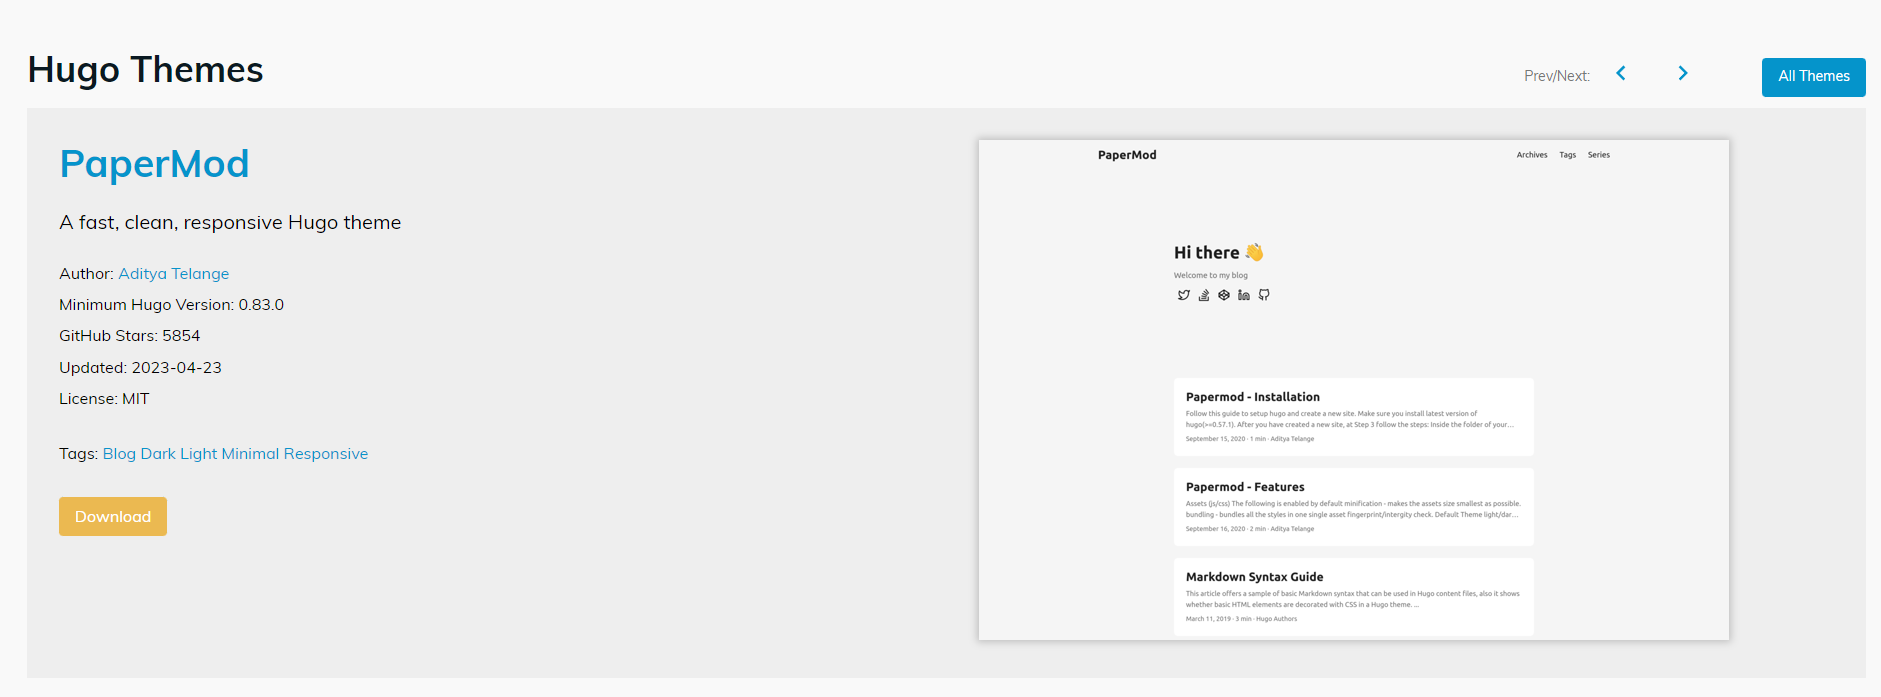 Hugo Themes
Prev/Next:
All Themes
PaperMod
A fast, clean, responsive Hugo theme
Author: Aditya Telange
Minimum Hugo Version: 0.83.0
GitHub Stars: 5854
Updated: 2023-04-23
License: MIT
Tags: Blog Dark Light Minimal Responsive
Download
PaperMod
Archives Tags Series
Hi there 👋
Welcome to my blog
Papermod - Installation
Follow this guide to setup hugo and create a new site. Make sure you install latest version of
hugo(>=0.57.1). After you have created a new site, at Step 3 follow the steps: Inside the folder of your...
September 15, 2020 · 1 min · Aditya Telange
Papermod - Features
Assets (js/css) The following is enabled by default minification - makes the assets size smallest as possible.
bundling - bundles all the styles in one single asset fingerprint/intergity check. Default Theme light/dar...
September 16, 2020 · 2 min · Aditya Telange
Markdown Syntax Guide
This article offers a sample of basic Markdown syntax that can be used in Hugo content files, also it shows
whether basic HTML elements are decorated with CSS in a Hugo theme. ...
March 11, 2019 · 3 min · Hugo Authors